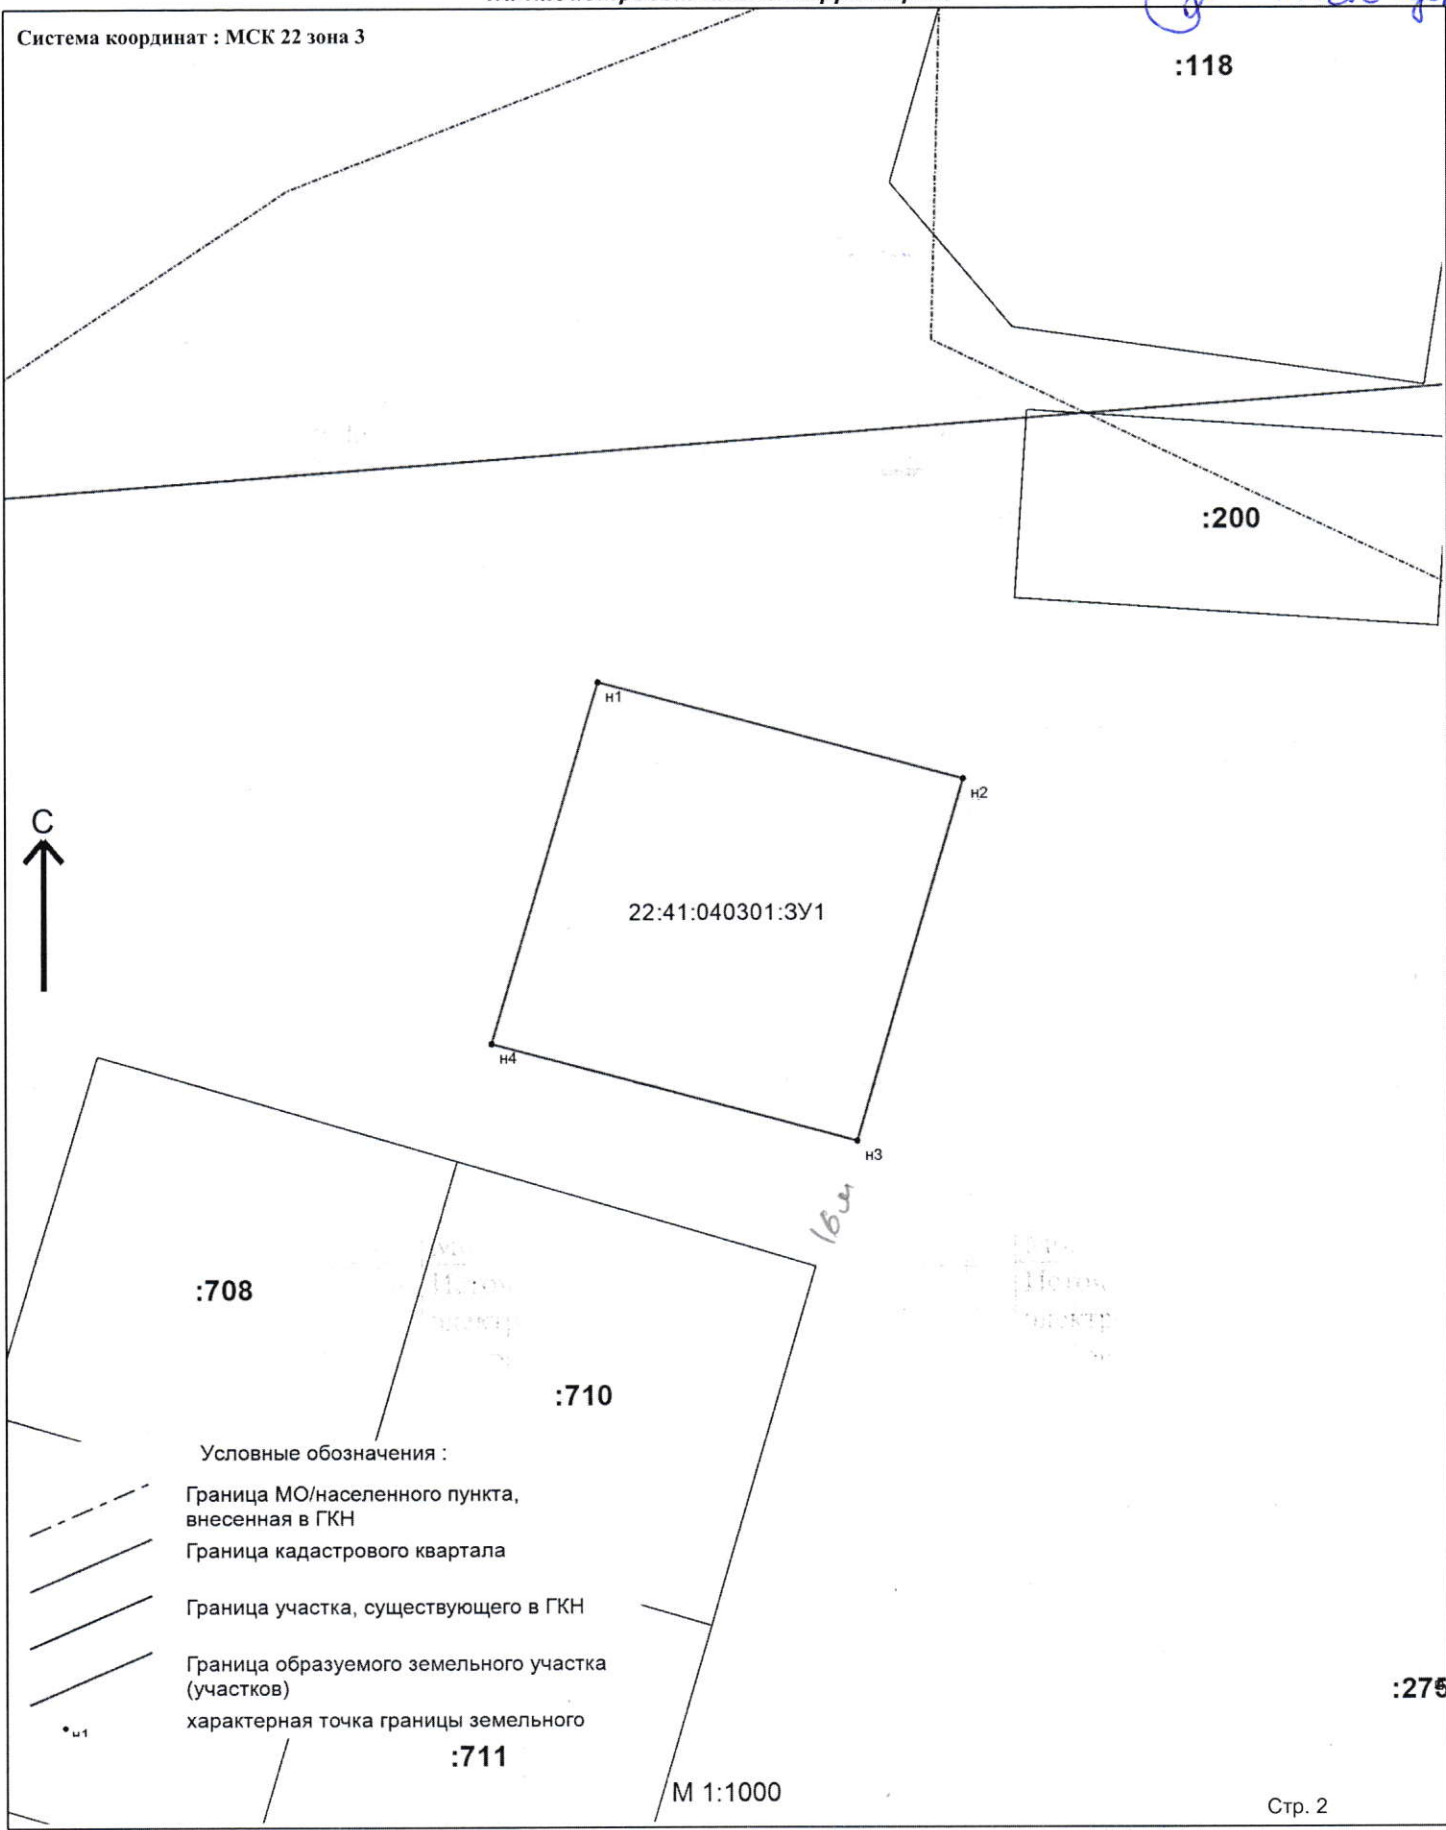 Система координат : МСК 22 зона 3
:118
:200
н1
н2
С
22:41:040301:ЗУ1
н4
н3
16м
:708
:710
Условные обозначения :
Граница МО/населенного пункта,
внесенная в ГКН
Граница кадастрового квартала
Граница участка, существующего в ГКН
Граница образуемого земельного участка
(участков)
:275
н1
характерная точка границы земельного
:711
М 1:1000
Стр. 2